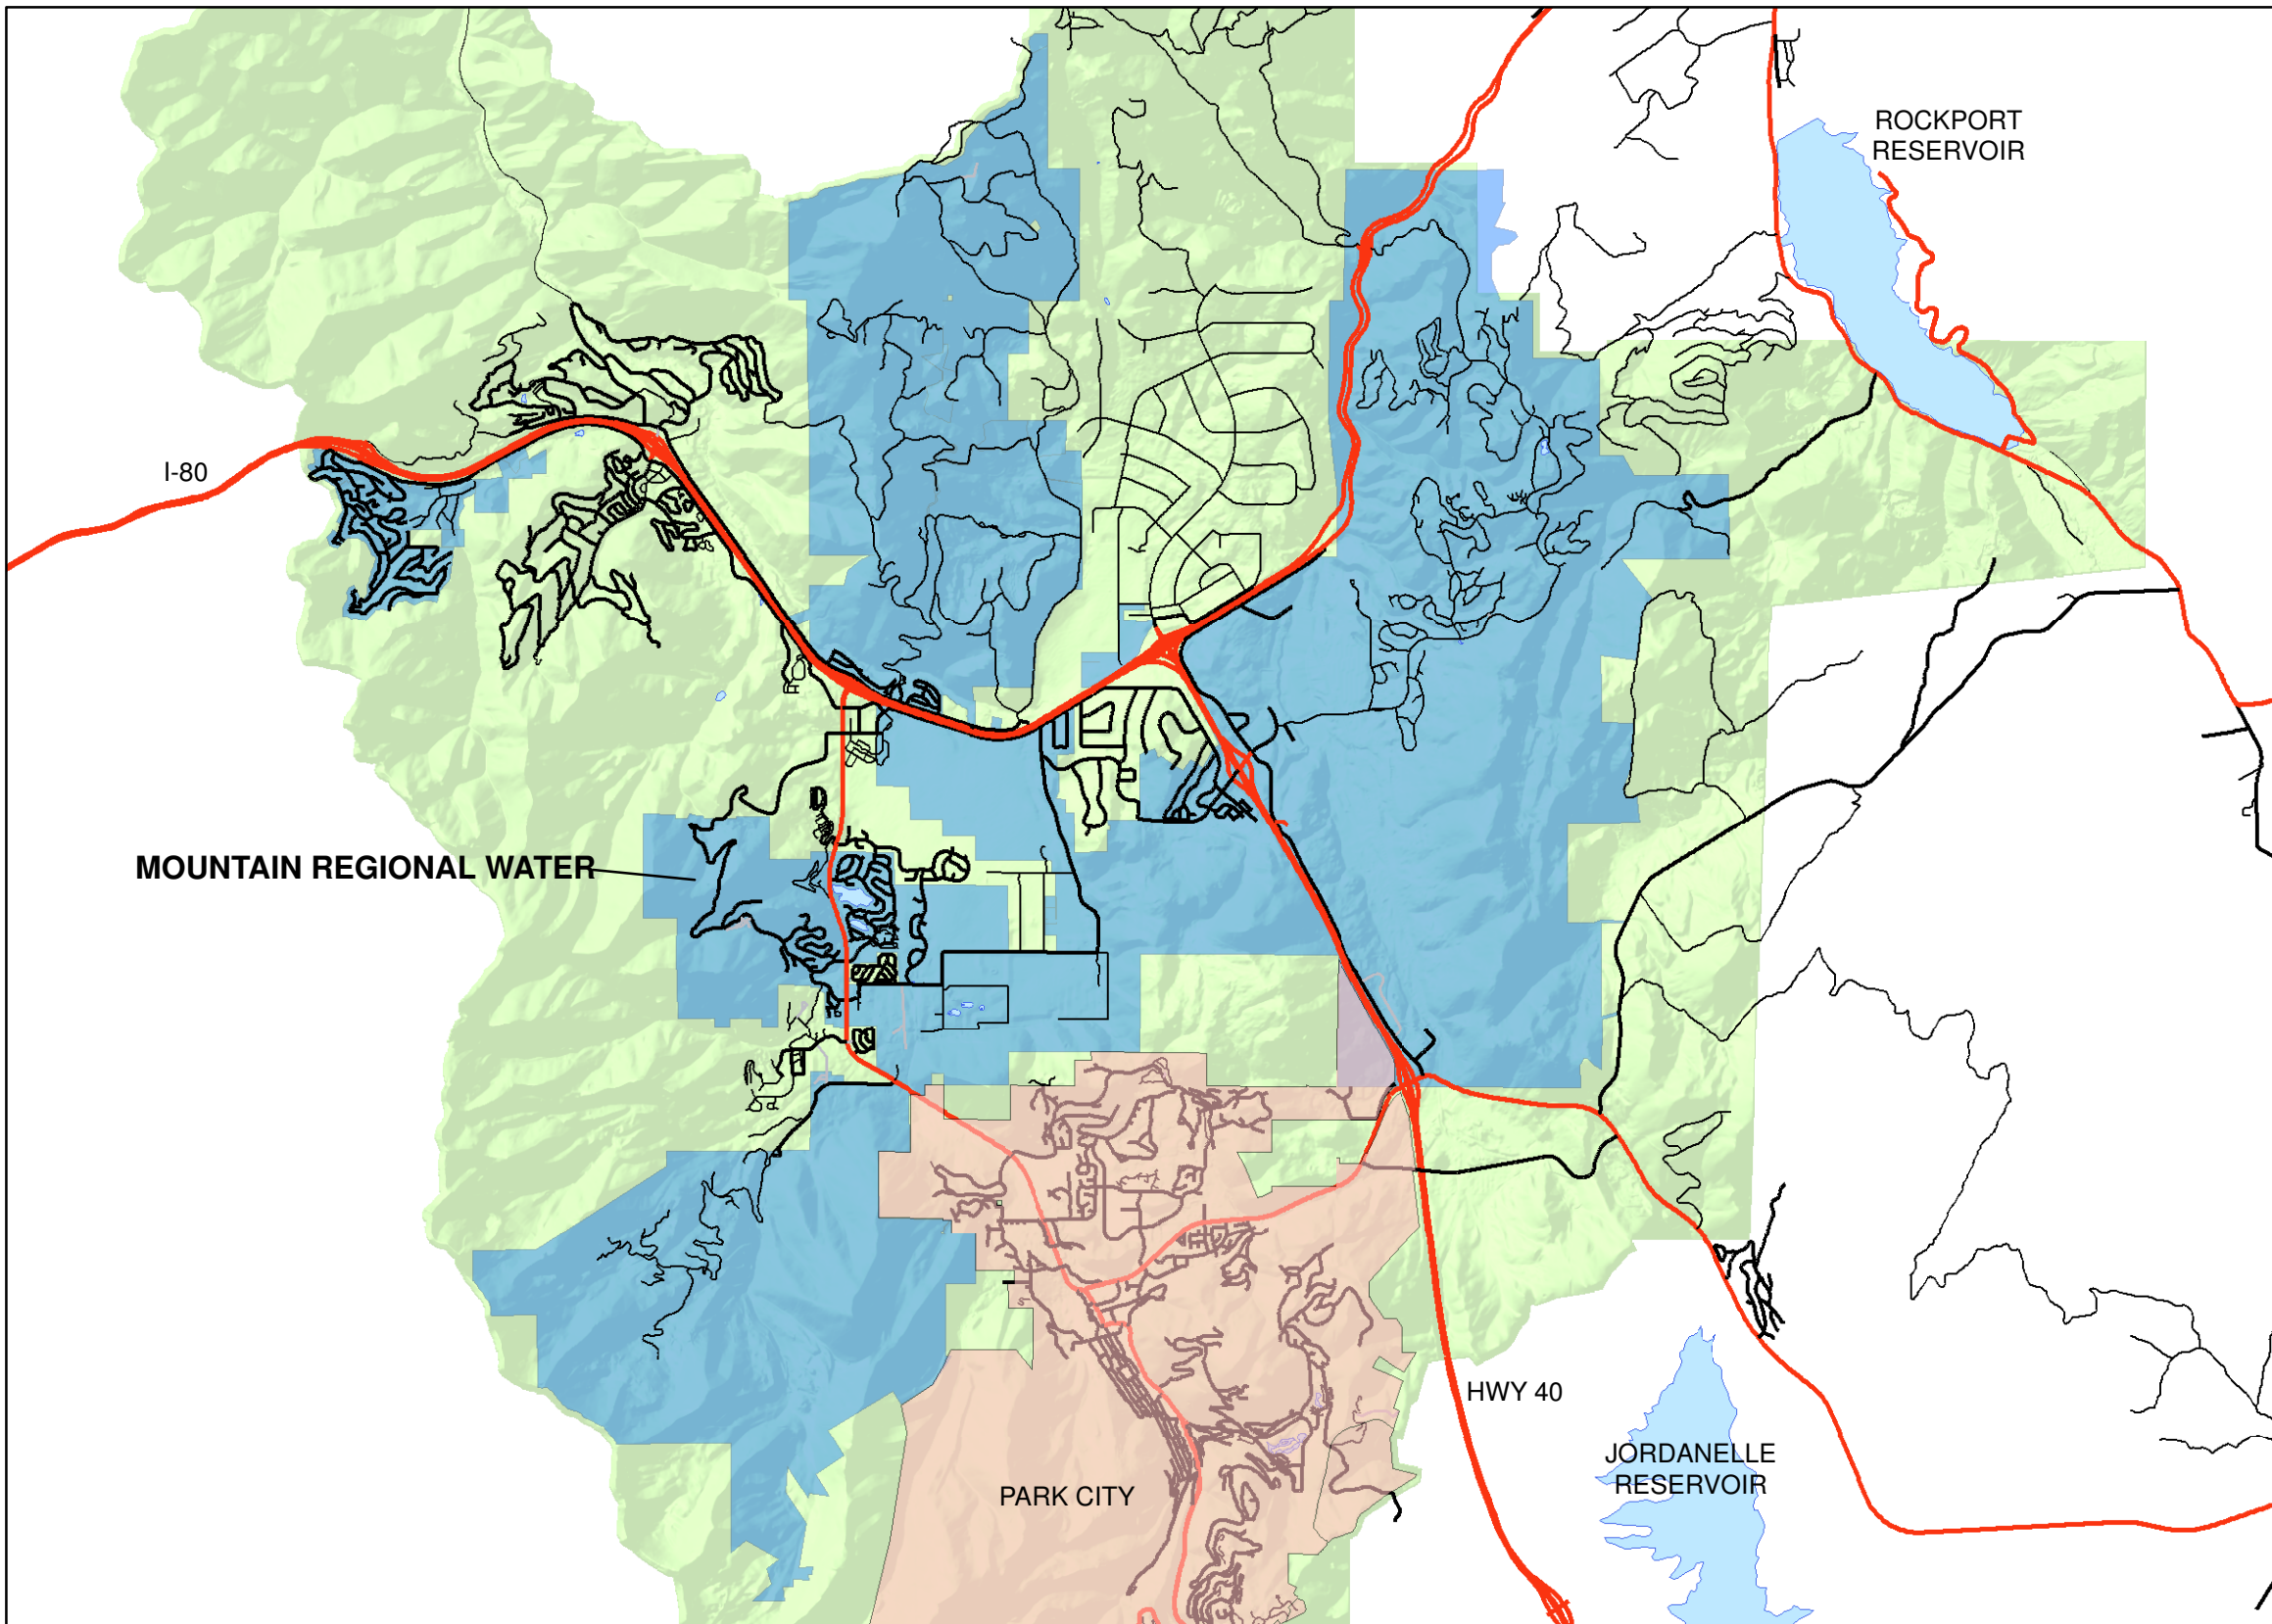 ROCKPORT
RESERVOIR
I-80
MOUNTAIN REGIONAL WATER
HWY 40
JORDANELLE
RESERVOIR
PARK CITY